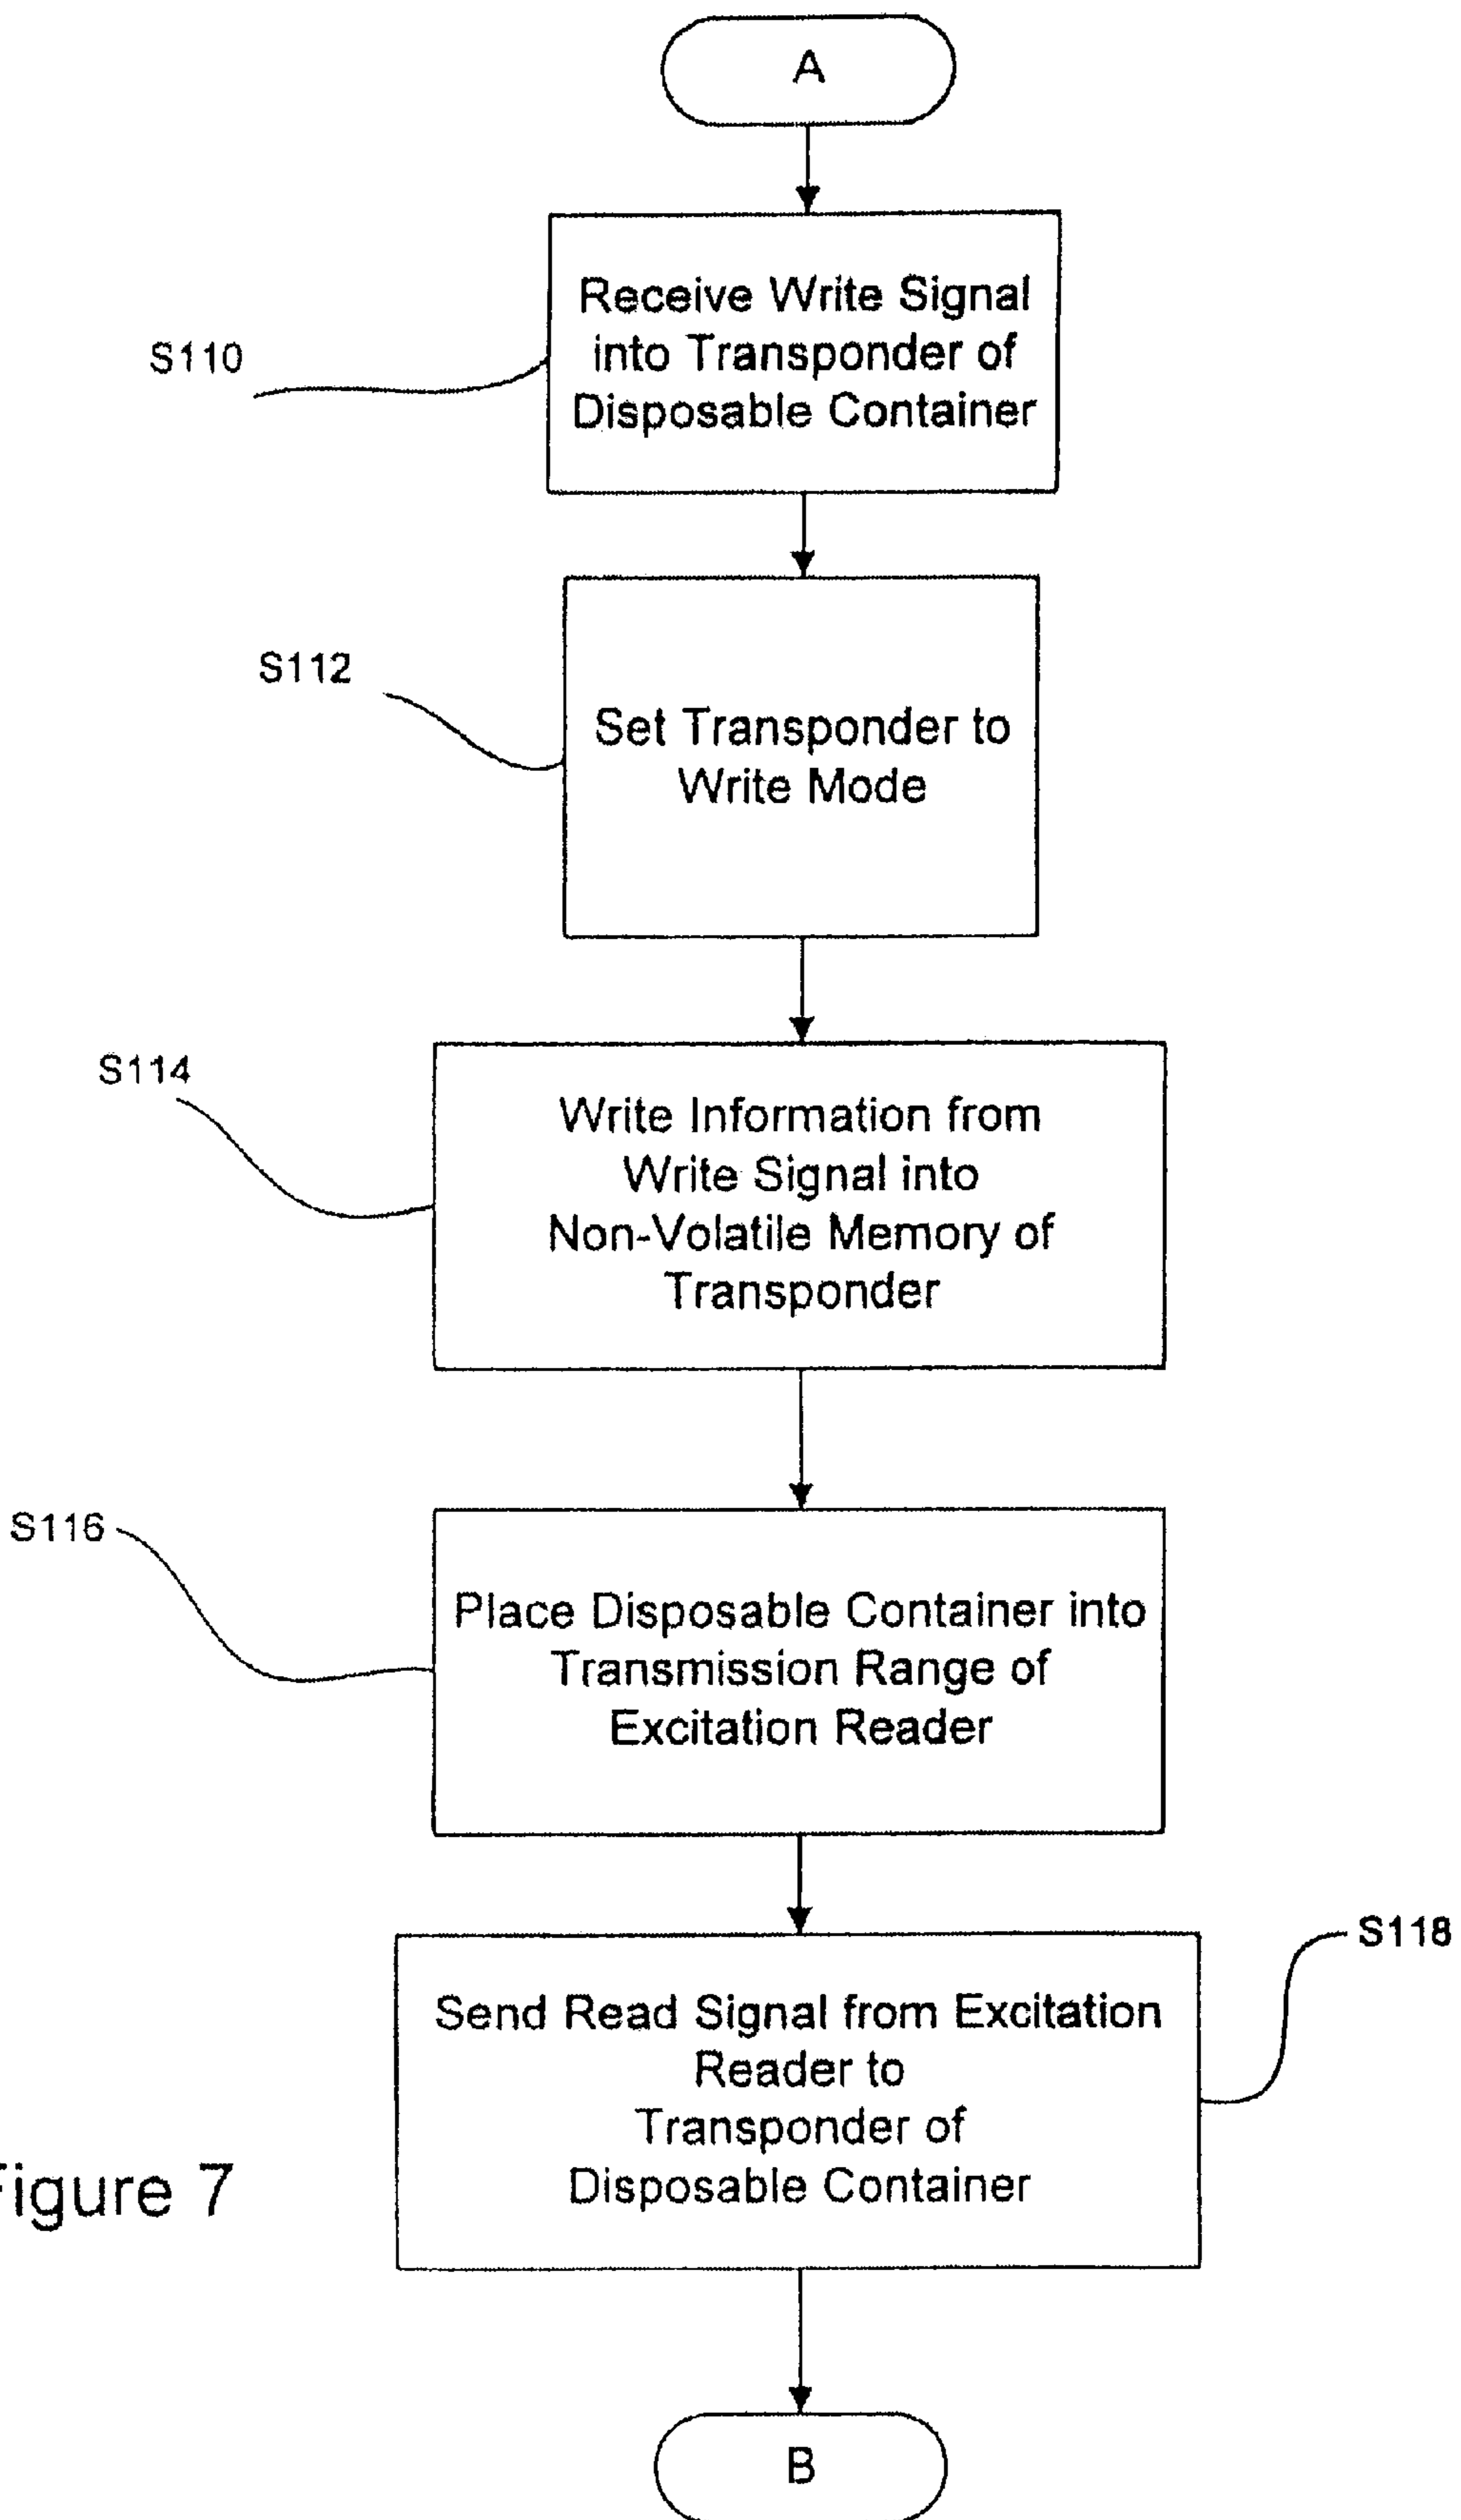 A
Receive Write Signal
into Transponder of
Disposable Container
S110
Set Transponder to
Write Mode
S112
Write Information from
Write Signal into
Non-Volatile Memory of
Transponder
S114
Place Disposable Container into
Transmission Range of
Excitation Reader
S116
Send Read Signal from Excitation
Reader to
Transponder of
Disposable Container
S118
Figure 7
B